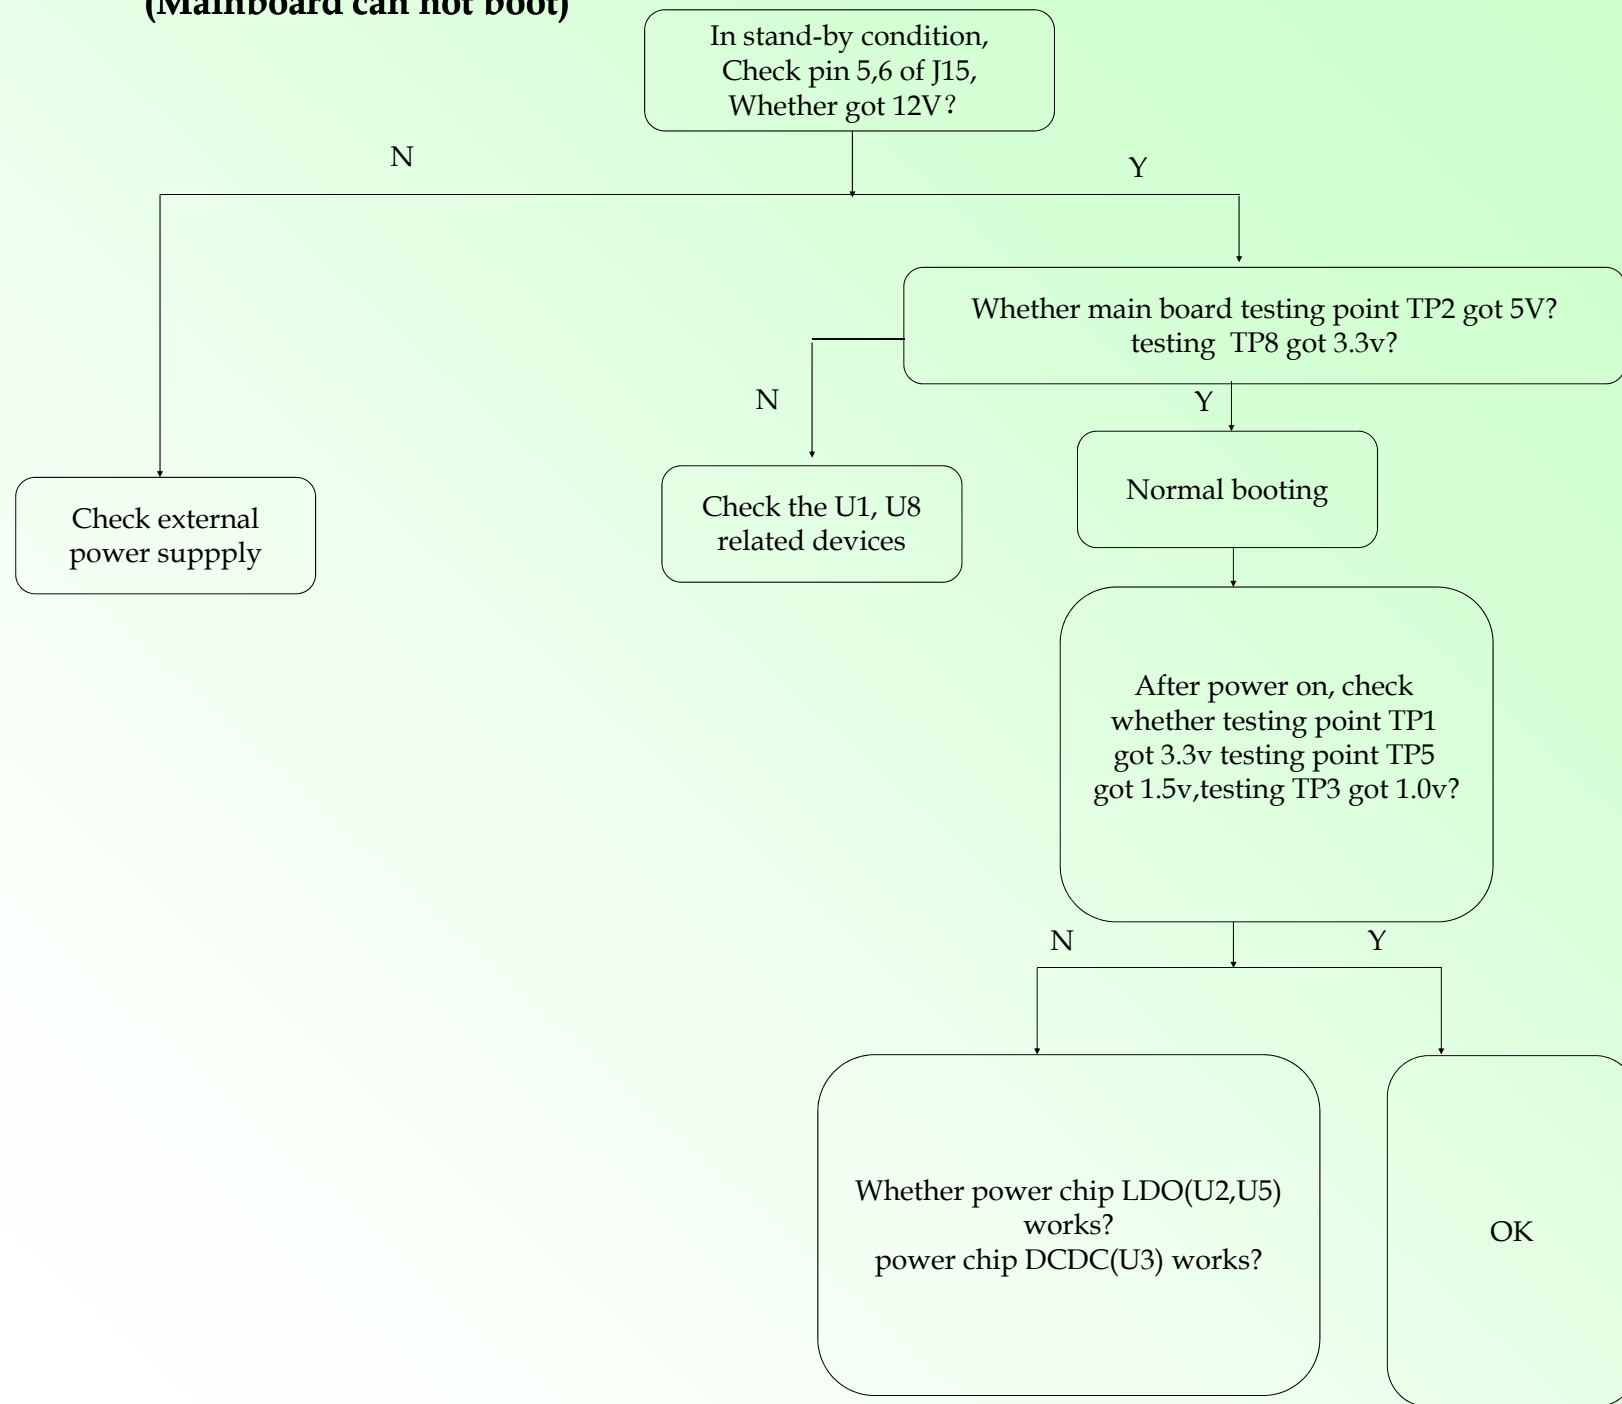 (Mainboard can not boot)
In stand-by condition,
Check pin 5,6 of J15,
Whether got 12V？
N
Y
Whether main board testing point TP2 got 5V?
testing TP8 got 3.3v?
N
Y
Normal booting
Check the U1, U8
related devices
Check external
power suppply
After power on, check
whether testing point TP1
got 3.3v testing point TP5
got 1.5v,testing TP3 got 1.0v?
N
Y
Whether power chip LDO(U2,U5)
works?
power chip DCDC(U3) works?
OK